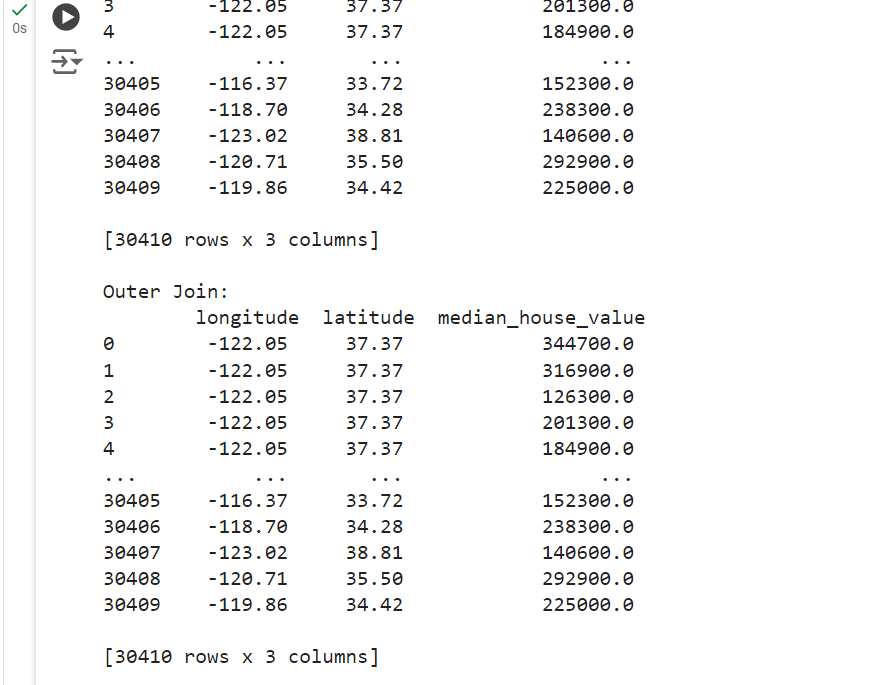 3 -122.05 37.37 201300.0
0s
4 -122.05 37.37 184900.0
... ... ... ...
30405 -116.37 33.72 152300.0
30406 -118.70 34.28 238300.0
30407 -123.02 38.81 140600.0
30408 -120.71 35.50 292900.0
30409 -119.86 34.42 225000.0
[30410 rows x 3 columns]
Outer Join:
longitude latitude median_house_value
0 -122.05 37.37 344700.0
1 -122.05 37.37 316900.0
2 -122.05 37.37 126300.0
3 -122.05 37.37 201300.0
4 -122.05 37.37 184900.0
... ... ... ...
30405 -116.37 33.72 152300.0
30406 -118.70 34.28 238300.0
30407 -123.02 38.81 140600.0
30408 -120.71 35.50 292900.0
30409 -119.86 34.42 225000.0
[30410 rows x 3 columns]